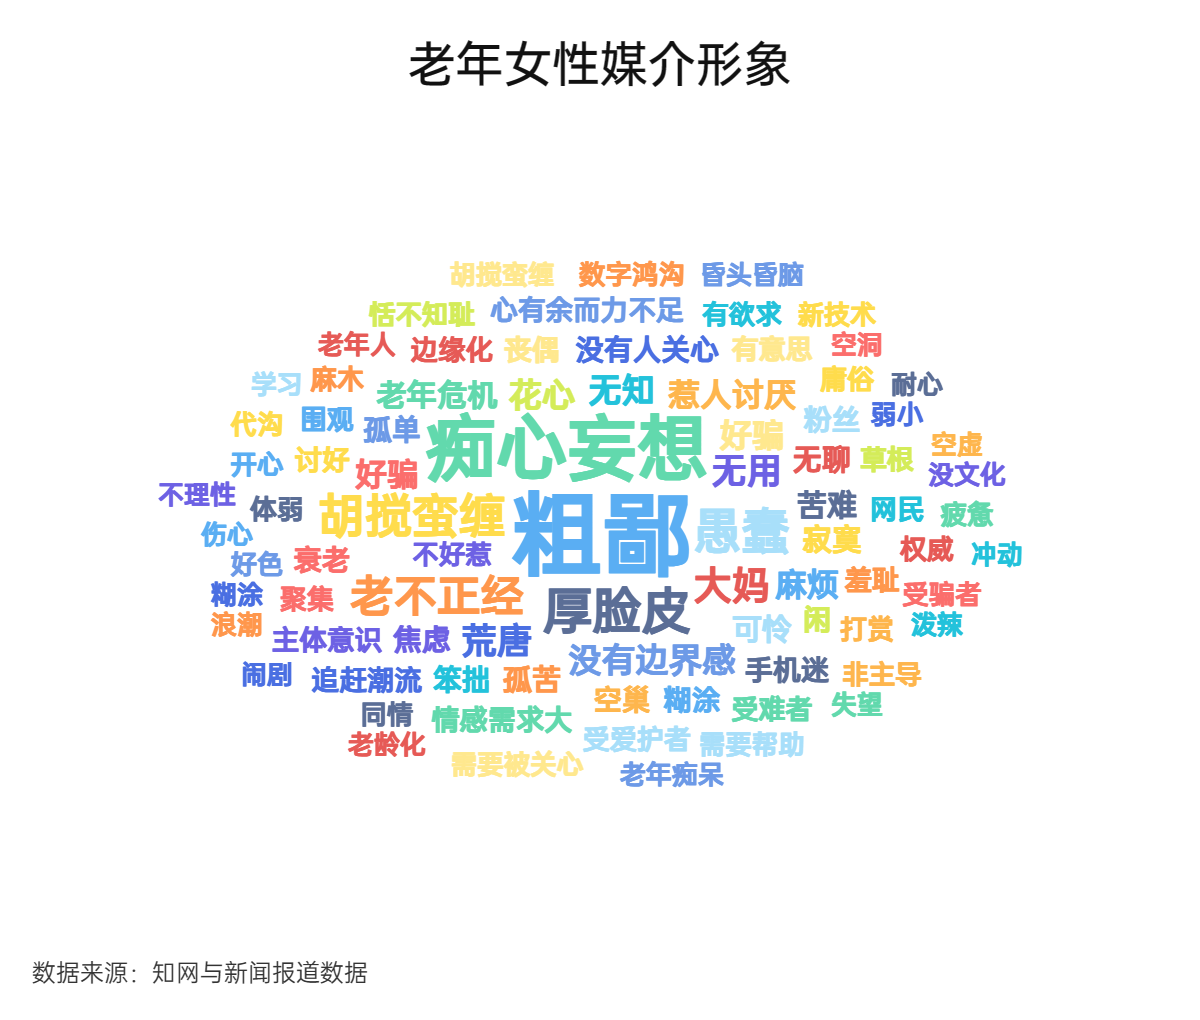 老年女性媒介形象
胡搅蛮缠 数字鸿沟 昏头昏脑
恬不知耻 心有余而力不足 有欲求 新技术
老年人 边缘化 丧偶 没有人关心 有意思 空洞
学习 麻木 老年危机 花心 无知 惹人讨厌 庸俗 耐心
代沟 围观 孤单 痴心妄想 好骗 粉丝 弱小
开心 讨好 好骗 无用 无聊 草根 空虚
没文化
不理性 体弱 胡搅蛮缠 粗鄙 愚蠢 苦难 网民 疲惫
伤心 好色 衰老 不好惹 寂寞 权威 冲动
糊涂 聚集 老不正经 厚脸皮 大妈 麻烦 羞耻 受骗者
浪潮 主体意识 焦虑 荒唐 可怜 闲 打赏 泼辣
闹剧 追赶潮流 笨拙 孤苦 没有边界感 手机迷 非主导
同情 情感需求大 空巢 糊涂 受难者 失望
老龄化 需要被关心 受爱护者 需要帮助
老年痴呆
数据来源：知网与新闻报道数据